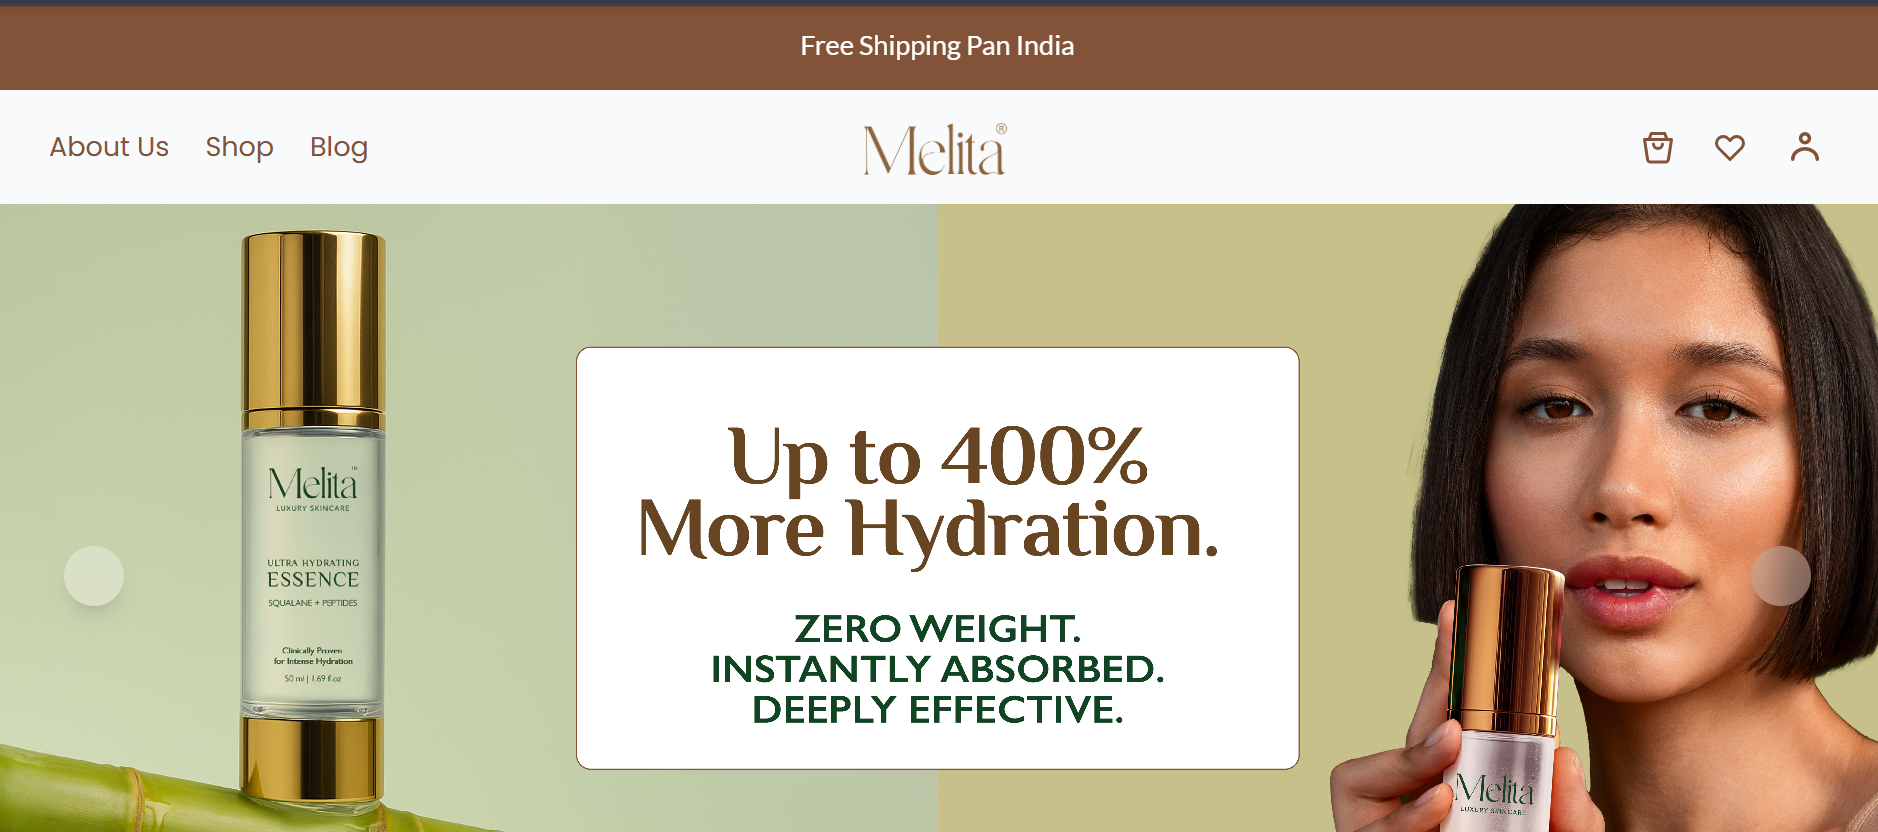 Free Shipping Pan India
About Us Shop Blog
Melita®
Melita™
LUXURY SKINCARE
ULTRA HYDRATING
ESSENCE
SQUALANE + PEPTIDES
Clinically Proven
for Intense Hydration
50 ml | 1.69 fl.oz
Up to 400%
More Hydration.
ZERO WEIGHT.
INSTANTLY ABSORBED.
DEEPLY EFFECTIVE.
Melita
LUXURY SKINCARE